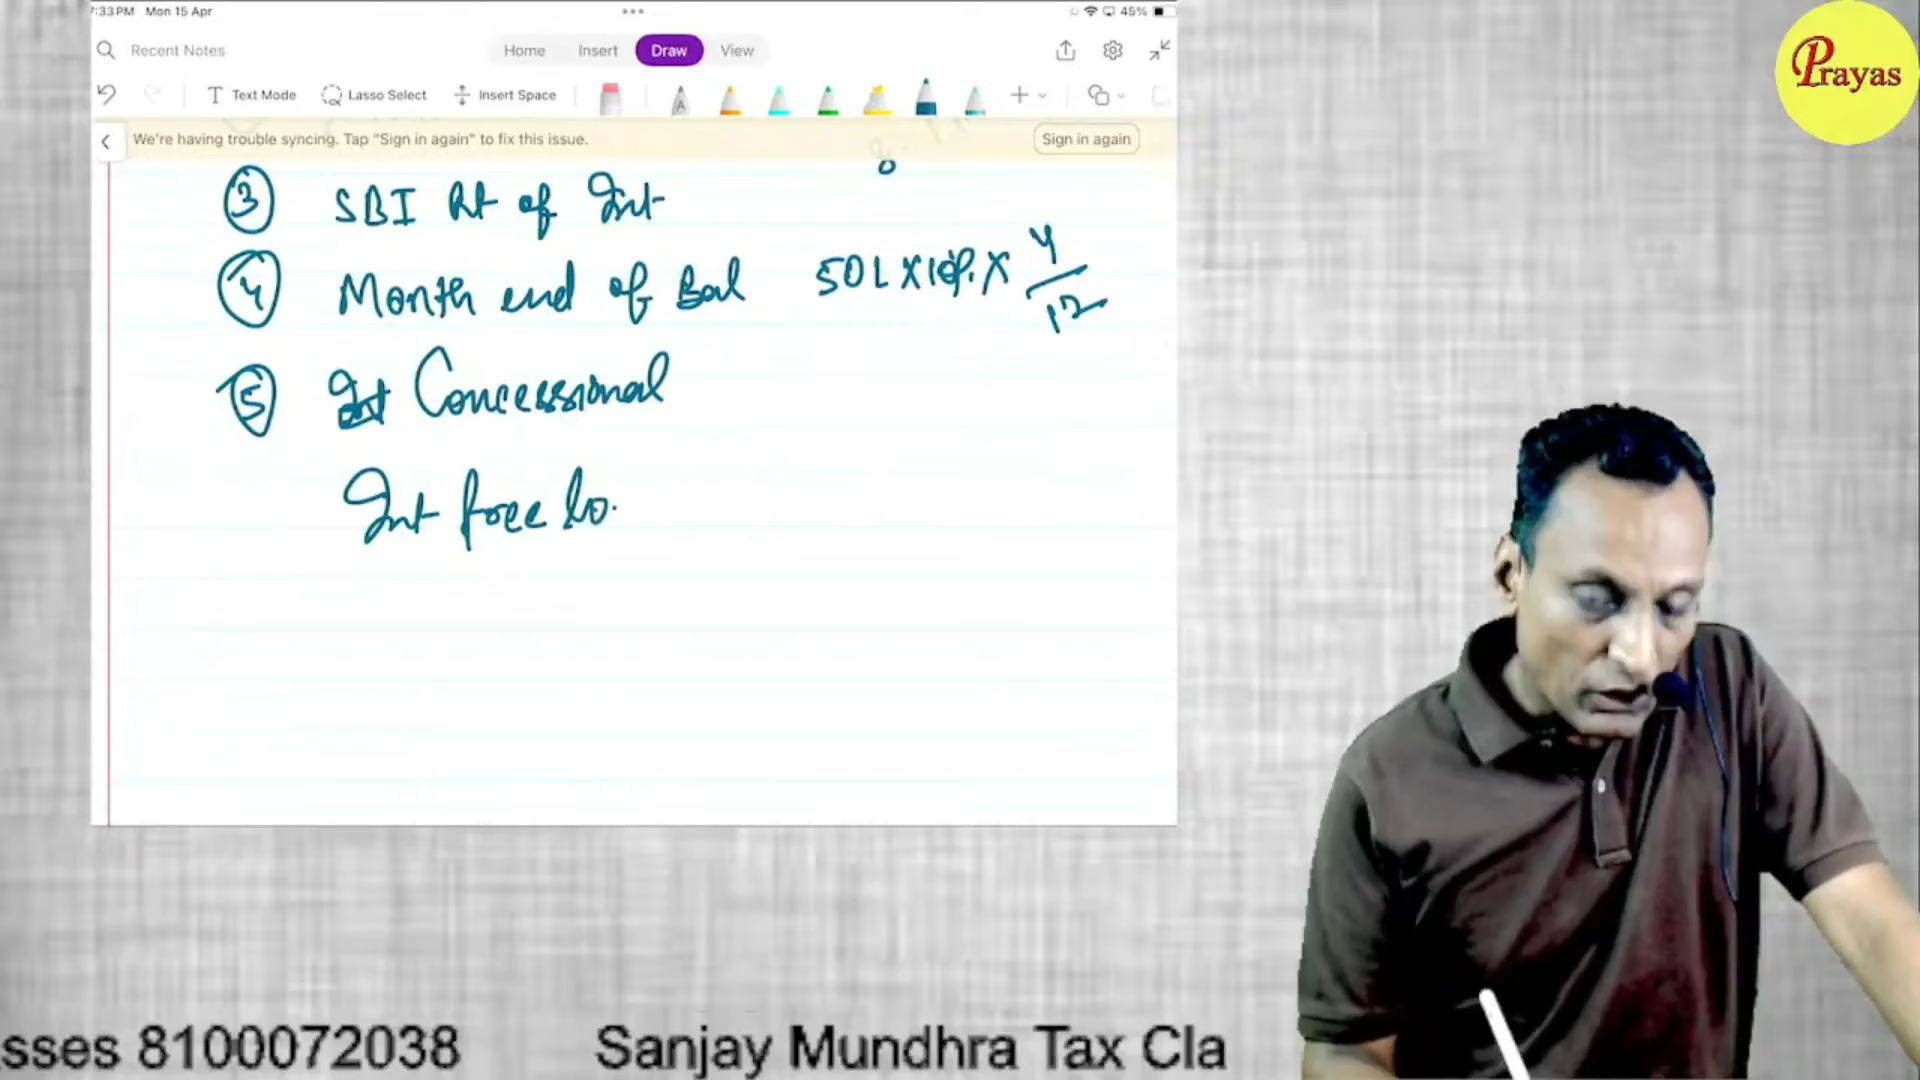 7:33 PM Mon 15 Apr
45%
Recent Notes
Home Insert Draw View
Text Mode Lasso Select Insert Space
We're having trouble syncing. Tap "Sign in again" to fix this issue.
Sign in again
③ SBI Rt of Int
④ Month end of Bal 50L X 10% X 4/12
⑤ Concessional
Int free lo.
Prayas
sses 8100072038 Sanjay Mundhra Tax Cla